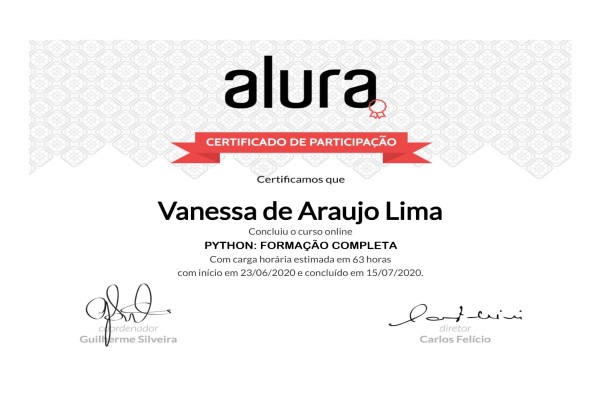 alura
CERTIFICADO DE PARTICIPAÇÃO
Certificamos que
Vanessa de Araujo Lima
Concluiu o curso online
PYTHON: FORMAÇÃO COMPLETA
Com carga horária estimada em 63 horas
com início em 23/06/2020 e concluído em 15/07/2020.
coordenador
Guilherme Silveira
diretor
Carlos Felício